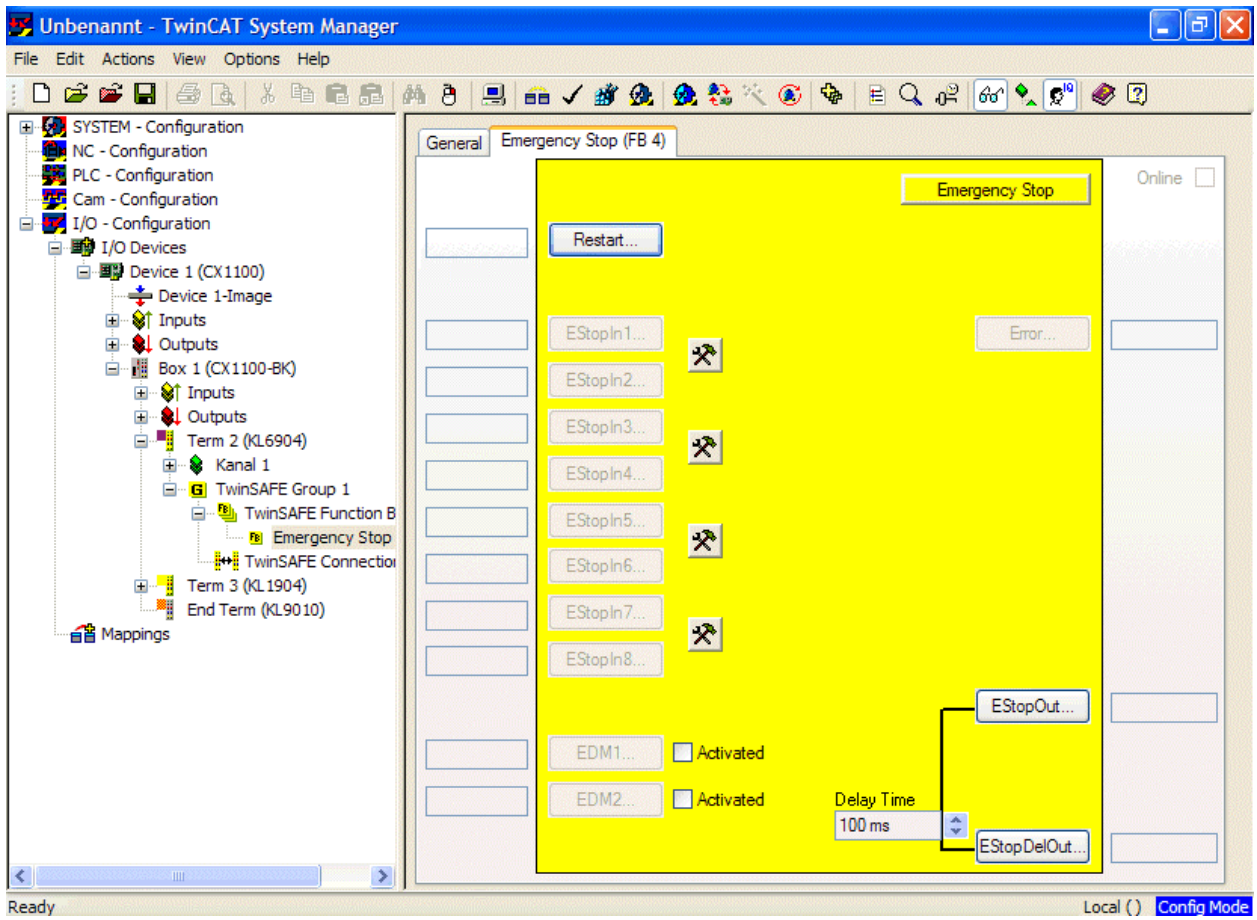 Unbenannt - TwinCAT System Manager
File Edit Actions View Options Help
SYSTEM - Configuration
NC - Configuration
PLC - Configuration
Cam - Configuration
I/O - Configuration
I/O Devices
Device 1 (CX1100)
Device 1-Image
Inputs
Outputs
Box 1 (CX1100-BK)
Inputs
Outputs
Term 2 (KL6904)
Kanal 1
G TwinSAFE Group 1
FB TwinSAFE Function B
FB Emergency Stop
TwinSAFE Connection
Term 3 (KL1904)
End Term (KL9010)
Mappings
General Emergency Stop (FB 4)
Online
Emergency Stop
Restart...
EStopIn1...
Error...
EStopIn2...
EStopIn3...
EStopIn4...
EStopIn5...
EStopIn6...
EStopIn7...
EStopIn8...
EStopOut...
EDM1... Activated
EDM2... Activated
Delay Time
100 ms
EStopDelOut...
Ready
Local () Config Mode